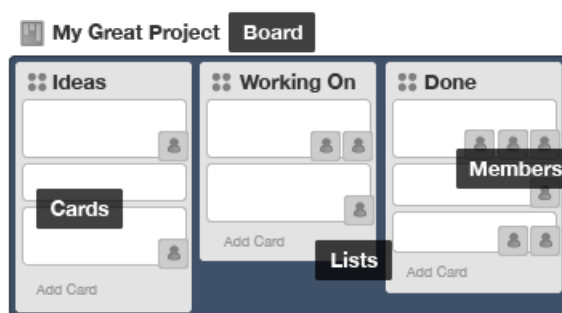 My Great Project Board
Ideas Working On Done
Members
Cards
Add Card Lists
Add Card
Add Card